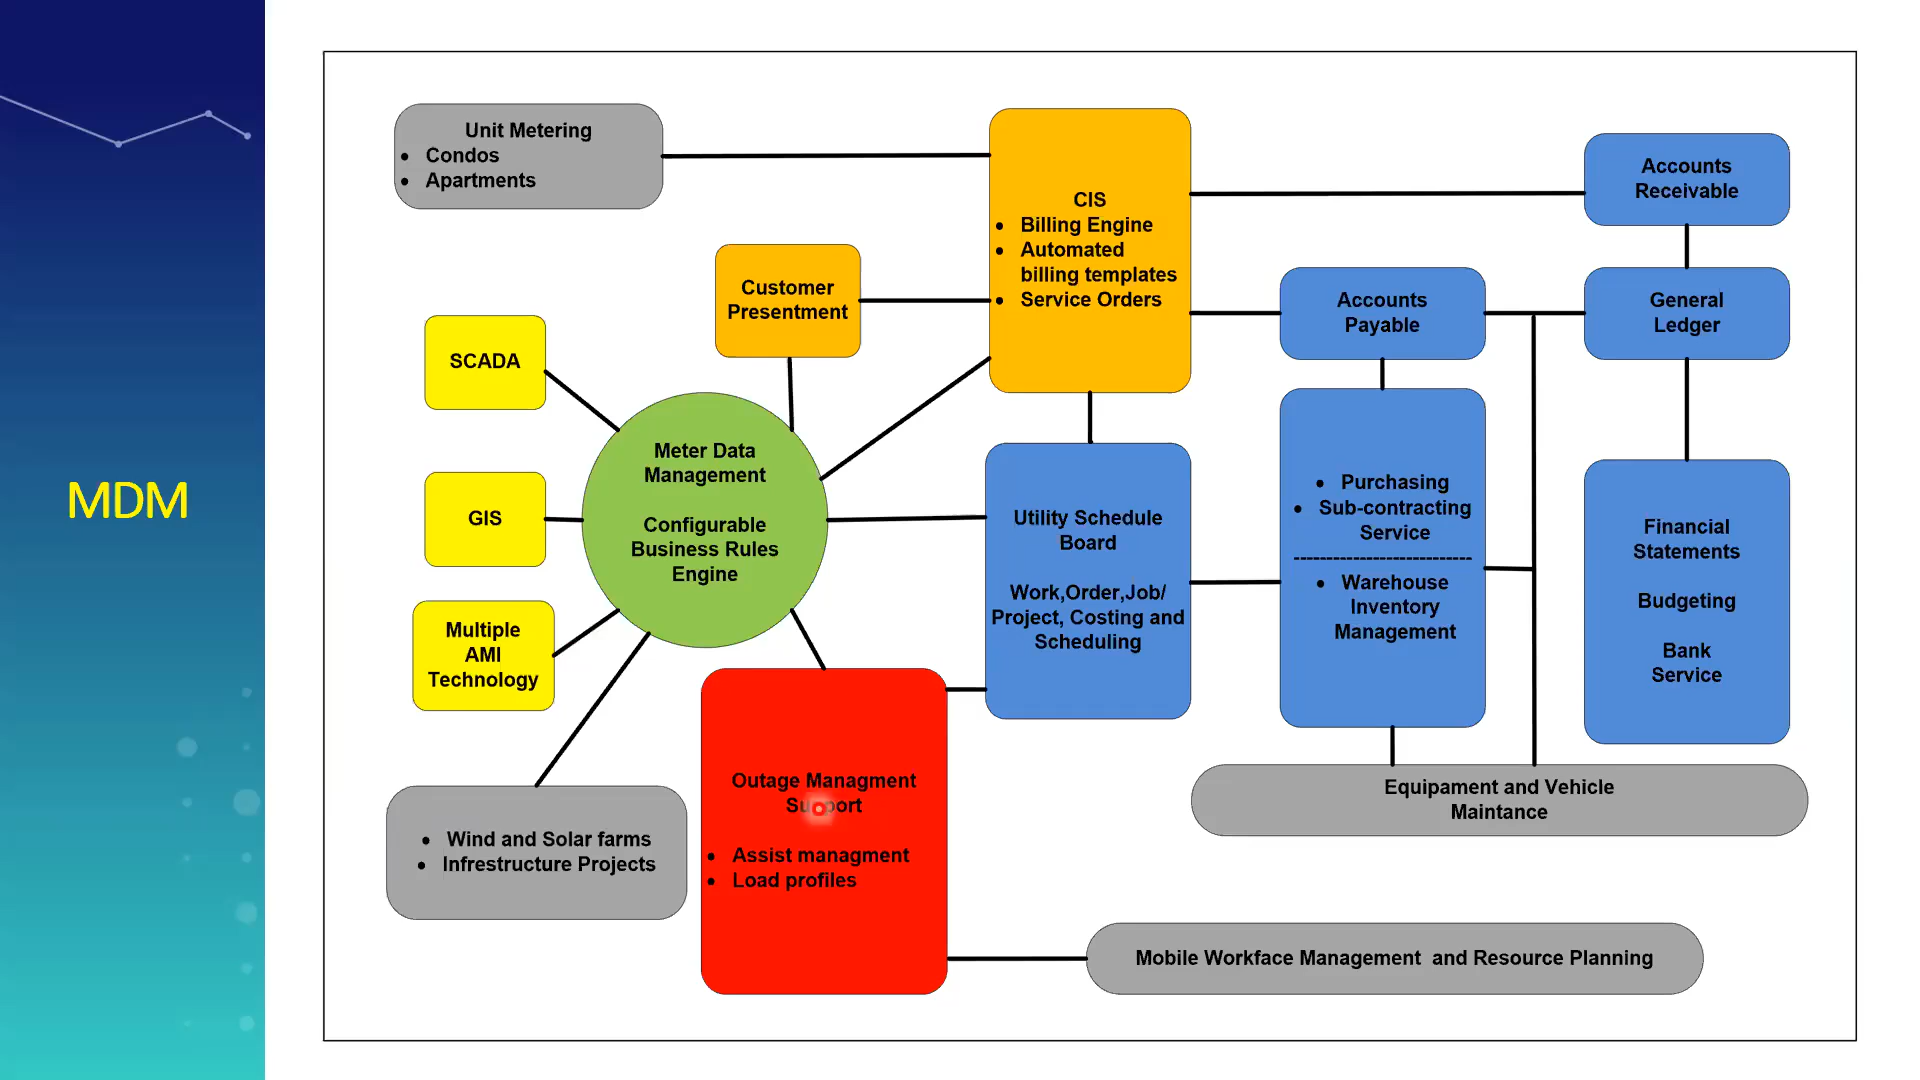 MDM
Unit Metering
• Condos
• Apartments
CIS
• Billing Engine
• Automated
billing templates
• Service Orders
Accounts
Receivable
Customer
Presentment
Accounts
Payable
General
Ledger
SCADA
Meter Data
Management
Configurable
Business Rules
Engine
GIS
Utility Schedule
Board
Work,Order,Job/
Project, Costing and
Scheduling
• Purchasing
• Sub-contracting
Service
---------------------------
• Warehouse
Inventory
Management
Financial
Statements
Budgeting
Bank
Service
Multiple
AMI
Technology
Outage Managment
Support
• Assist managment
• Load profiles
Equipament and Vehicle
Maintance
• Wind and Solar farms
• Infrestructure Projects
Mobile Workface Management and Resource Planning